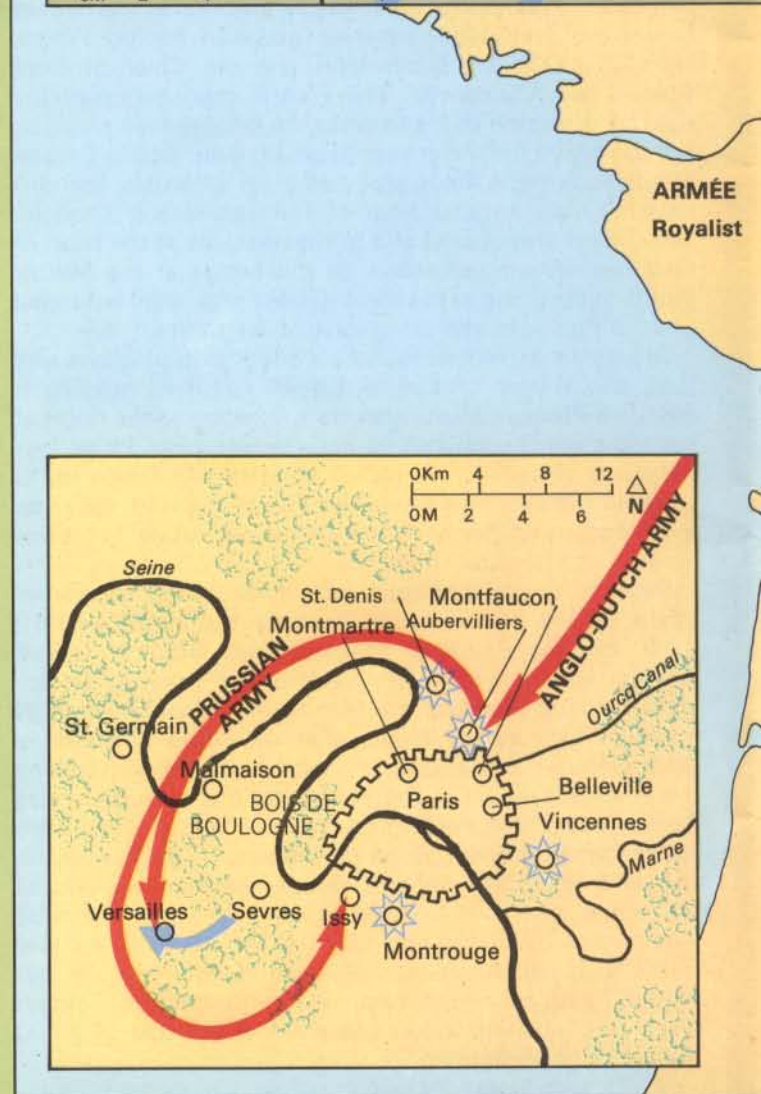 ARMÉE
Royalist
0Km 4 8 12
0M 2 4 6
N
Seine
St. Denis
Montfaucon
Montmartre
Aubervilliers
ANGLO-DUTCH ARMY
PRUSSIAN
ARMY
Ourcq Canal
St. Germain
Malmaison
BOIS DE
BOULOGNE
Paris
Belleville
Vincennes
Marne
Versailles
Sevres
Issy
Montrouge